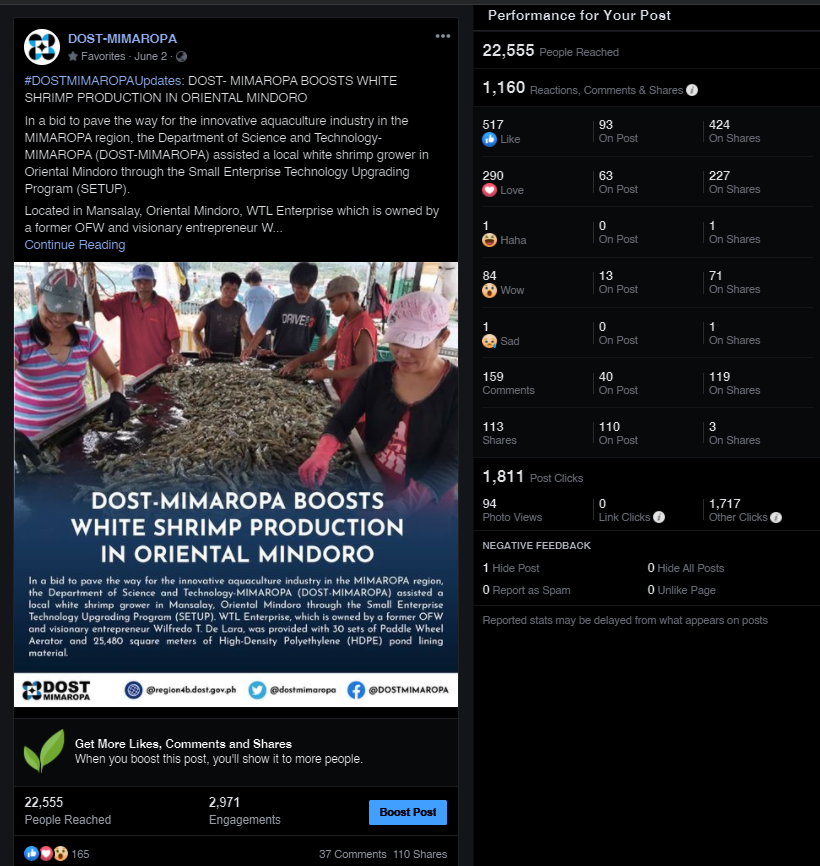 DOST-MIMAROPA
Favorites · June 2 ·
#DOSTMIMAROPAUpdates: DOST- MIMAROPA BOOSTS WHITE
SHRIMP PRODUCTION IN ORIENTAL MINDORO
In a bid to pave the way for the innovative aquaculture industry in the
MIMAROPA region, the Department of Science and Technology-
MIMAROPA (DOST-MIMAROPA) assisted a local white shrimp grower in
Oriental Mindoro through the Small Enterprise Technology Upgrading
Program (SETUP).
Located in Mansalay, Oriental Mindoro, WTL Enterprise which is owned by
a former OFW and visionary entrepreneur W...
Continue Reading
DRIVE
DOST-MIMAROPA BOOSTS
WHITE SHRIMP PRODUCTION
IN ORIENTAL MINDORO
In a bid to pave the way for the innovative aquaculture industry in the MIMAROPA region,
the Department of Science and Technology-MIMAROPA (DOST-MIMAROPA) assisted a
local white shrimp grower in Mansalay, Oriental Mindoro through the Small Enterprise
Technology Upgrading Program (SETUP). WTL Enterprise, which is owned by a former OFW
and visionary entrepreneur Wilfredo T. De Lara, was provided with 30 sets of Paddle Wheel
Aerator and 25,480 square meters of High-Density Polyethylene (HDPE) pond lining
material.
DOST
MIMAROPA
@region4b.dost.gov.ph
@dostmimaropa
@DOSTMIMAROPA
Get More Likes, Comments and Shares
When you boost this post, you'll show it to more people.
22,555
People Reached
2,971
Engagements
Boost Post
165
37 Comments 110 Shares
Performance for Your Post
22,555 People Reached
1,160 Reactions, Comments & Shares
517 93 424
Like On Post On Shares
290 63 227
Love On Post On Shares
1 0 1
Haha On Post On Shares
84 13 71
Wow On Post On Shares
1 0 1
Sad On Post On Shares
159 40 119
Comments On Post On Shares
113 110 3
Shares On Post On Shares
1,811 Post Clicks
94 0 1,717
Photo Views Link Clicks Other Clicks
NEGATIVE FEEDBACK
1 Hide Post 0 Hide All Posts
0 Report as Spam 0 Unlike Page
Reported stats may be delayed from what appears on posts